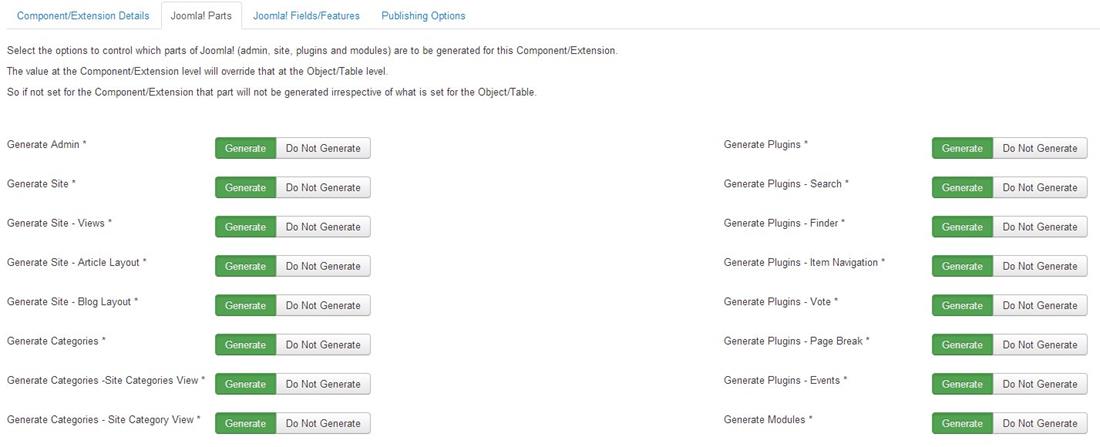 Component/Extension Details Joomla! Parts Joomla! Fields/Features Publishing Options
Select the options to control which parts of Joomla! (admin, site, plugins and modules) are to be generated for this Component/Extension.
The value at the Component/Extension level will override that at the Object/Table level.
So if not set for the Component/Extension that part will not be generated irrespective of what is set for the Object/Table.
Generate Admin * Generate Do Not Generate Generate Plugins * Generate Do Not Generate
Generate Site * Generate Do Not Generate Generate Plugins - Search * Generate Do Not Generate
Generate Site - Views * Generate Do Not Generate Generate Plugins - Finder * Generate Do Not Generate
Generate Site - Article Layout * Generate Do Not Generate Generate Plugins - Item Navigation * Generate Do Not Generate
Generate Site - Blog Layout * Generate Do Not Generate Generate Plugins - Vote * Generate Do Not Generate
Generate Categories * Generate Do Not Generate Generate Plugins - Page Break * Generate Do Not Generate
Generate Categories -Site Categories View * Generate Do Not Generate Generate Plugins - Events * Generate Do Not Generate
Generate Categories - Site Category View * Generate Do Not Generate Generate Modules * Generate Do Not Generate